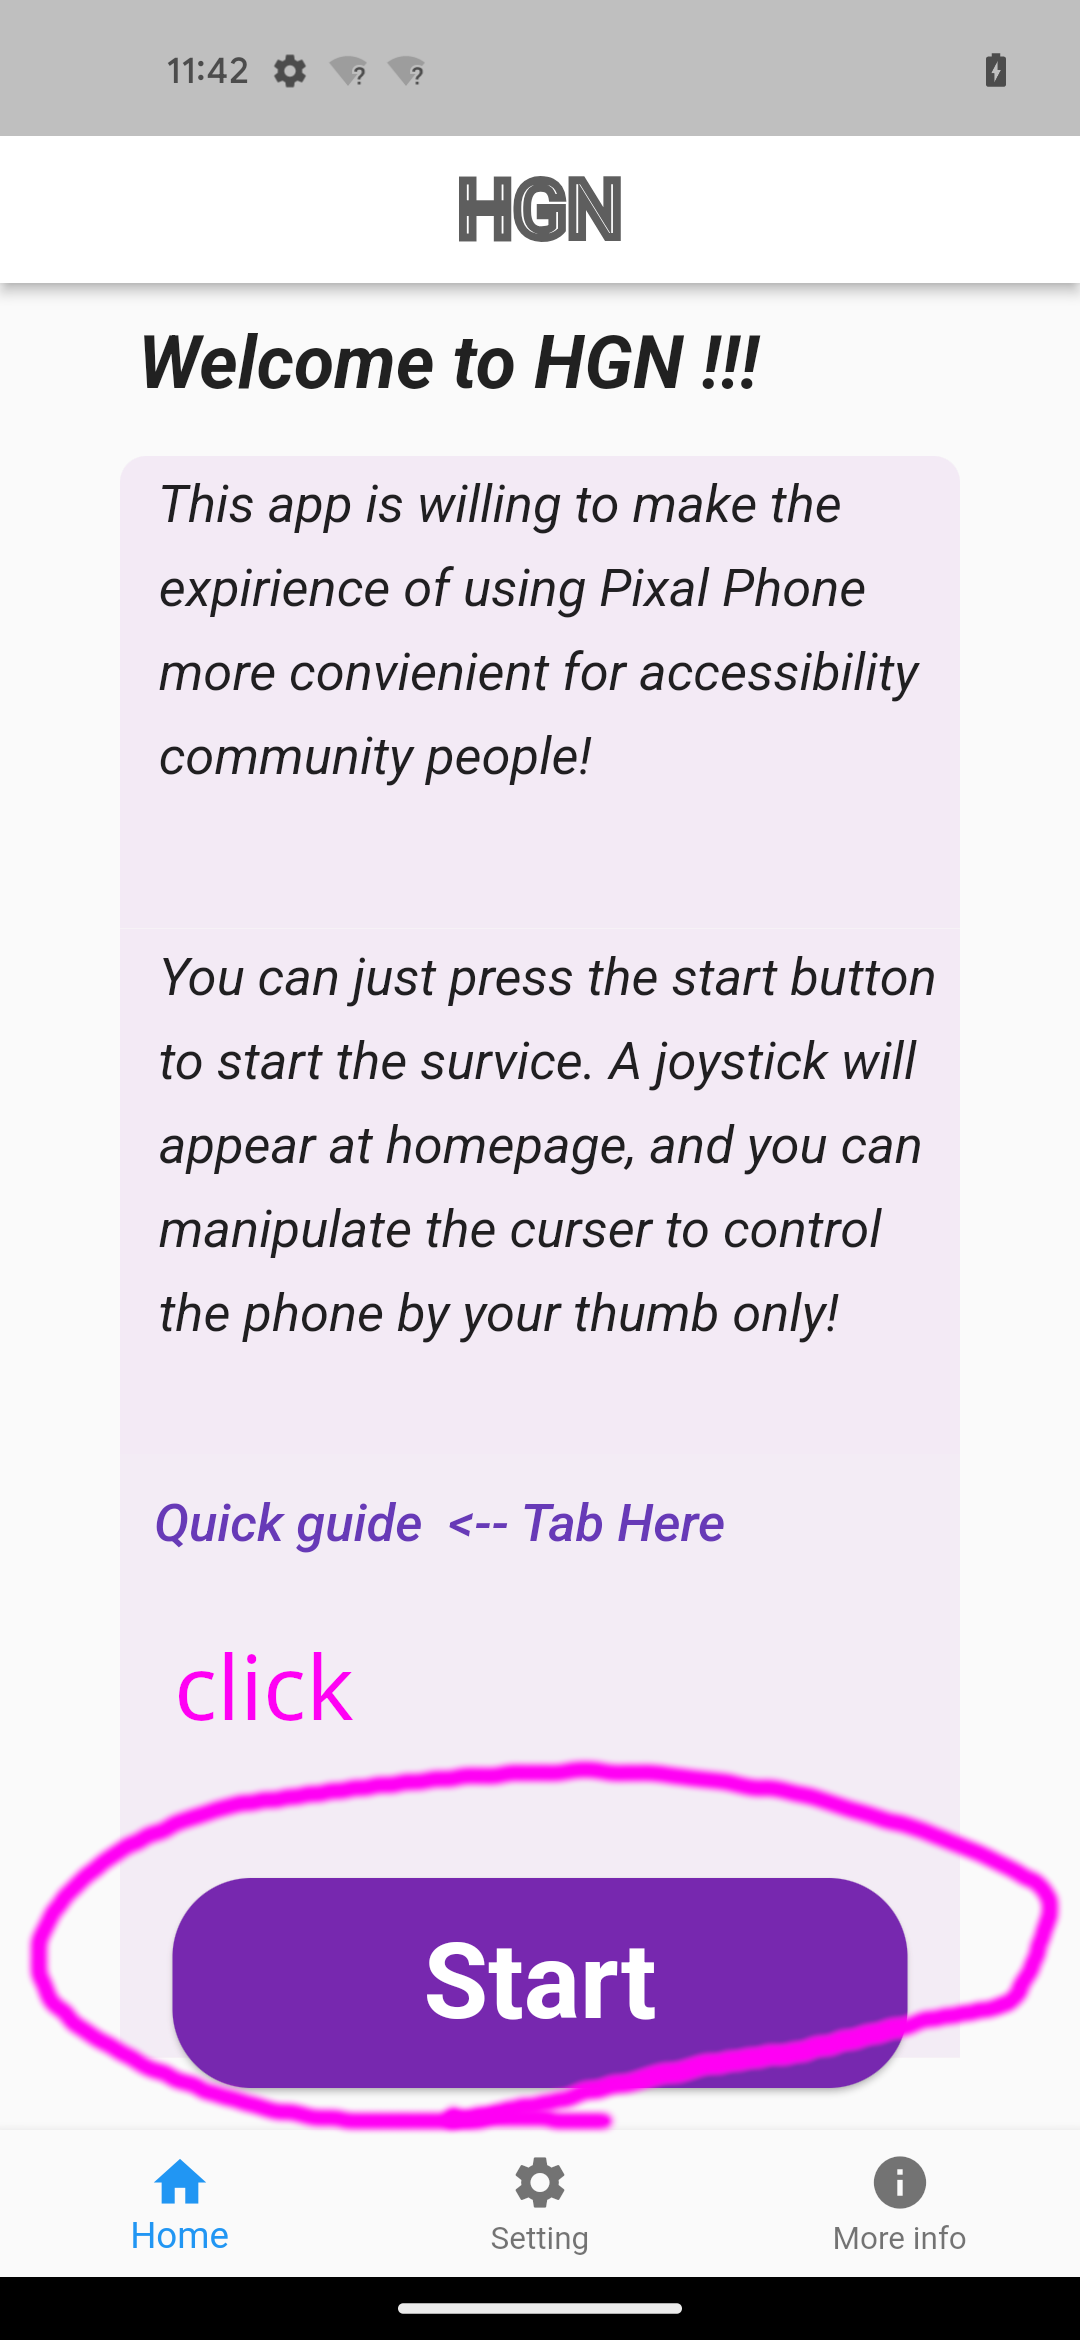 11:42
HGN
Welcome to HGN !!!
This app is willing to make the
expirience of using Pixal Phone
more convienient for accessibility
community people!
You can just press the start button
to start the survice. A joystick will
appear at homepage, and you can
manipulate the curser to control
the phone by your thumb only!
Quick guide <-- Tab Here
click
Start
Home
Setting
More info